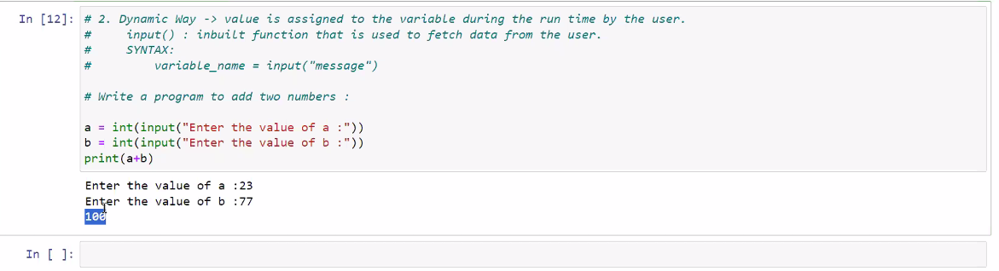 In [12]: # 2. Dynamic Way -> value is assigned to the variable during the run time by the user.
#     input() : inbuilt function that is used to fetch data from the user.
#     SYNTAX:
#         variable_name = input("message")
# Write a program to add two numbers :
a = int(input("Enter the value of a :"))
b = int(input("Enter the value of b :"))
print(a+b)
Enter the value of a :23
Enter the value of b :77
100
In [ ]: